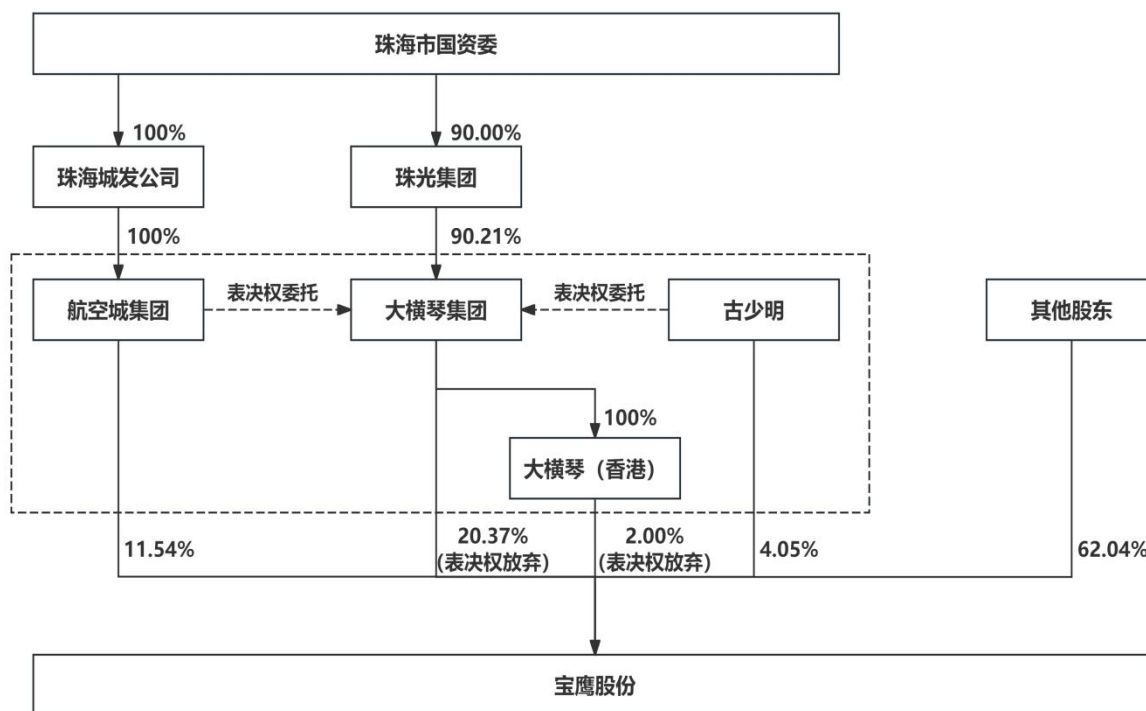 珠海市国资委
100%
90.00%
珠海城发公司
珠光集团
100%
90.21%
航空城集团
表决权委托
大横琴集团
表决权委托
古少明
其他股东
100%
大横琴（香港）
11.54%
20.37%
(表决权放弃)
2.00%
(表决权放弃)
4.05%
62.04%
宝鹰股份